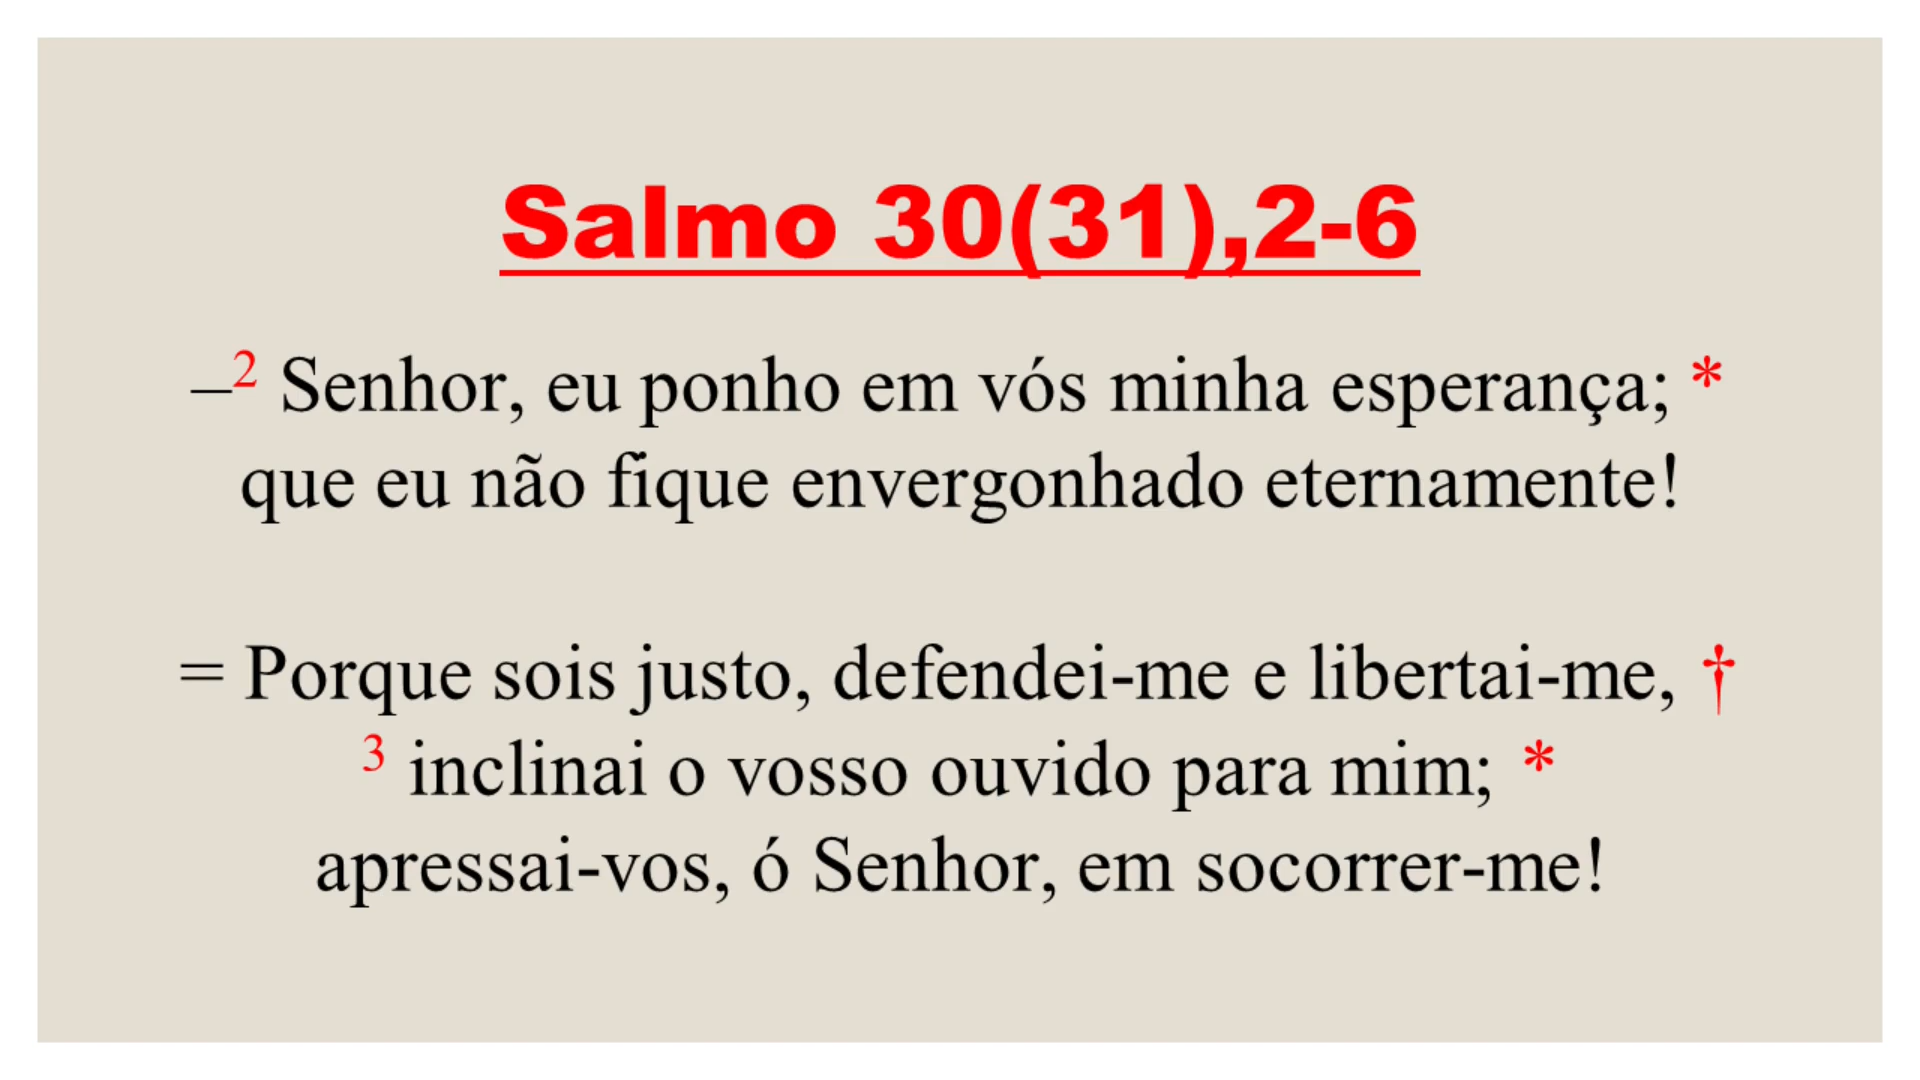 Salmo 30(31),2-6
–² Senhor, eu ponho em vós minha esperança; *
que eu não fique envergonhado eternamente!
= Porque sois justo, defendei-me e libertai-me, †
³ inclinai o vosso ouvido para mim; *
apressai-vos, ó Senhor, em socorrer-me!